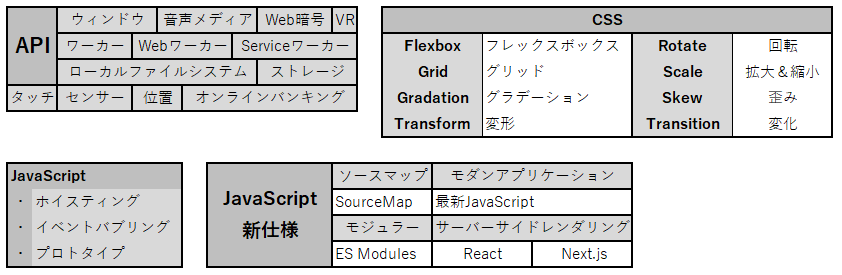 API
ウィンドウ 音声メディア Web暗号 VR
ワーカー Webワーカー Serviceワーカー
ローカルファイルシステム ストレージ
タッチ センサー 位置 オンラインバンキング
CSS
Flexbox フレックスボックス Rotate 回転
Grid グリッド Scale 拡大＆縮小
Gradation グラデーション Skew 歪み
Transform 変形 Transition 変化
JavaScript
・ ホイスティング
・ イベントバブリング
・ プロトタイプ
JavaScript
新仕様
ソースマップ モダンアプリケーション
SourceMap 最新JavaScript
モジュラー サーバーサイドレンダリング
ES Modules React Next.js